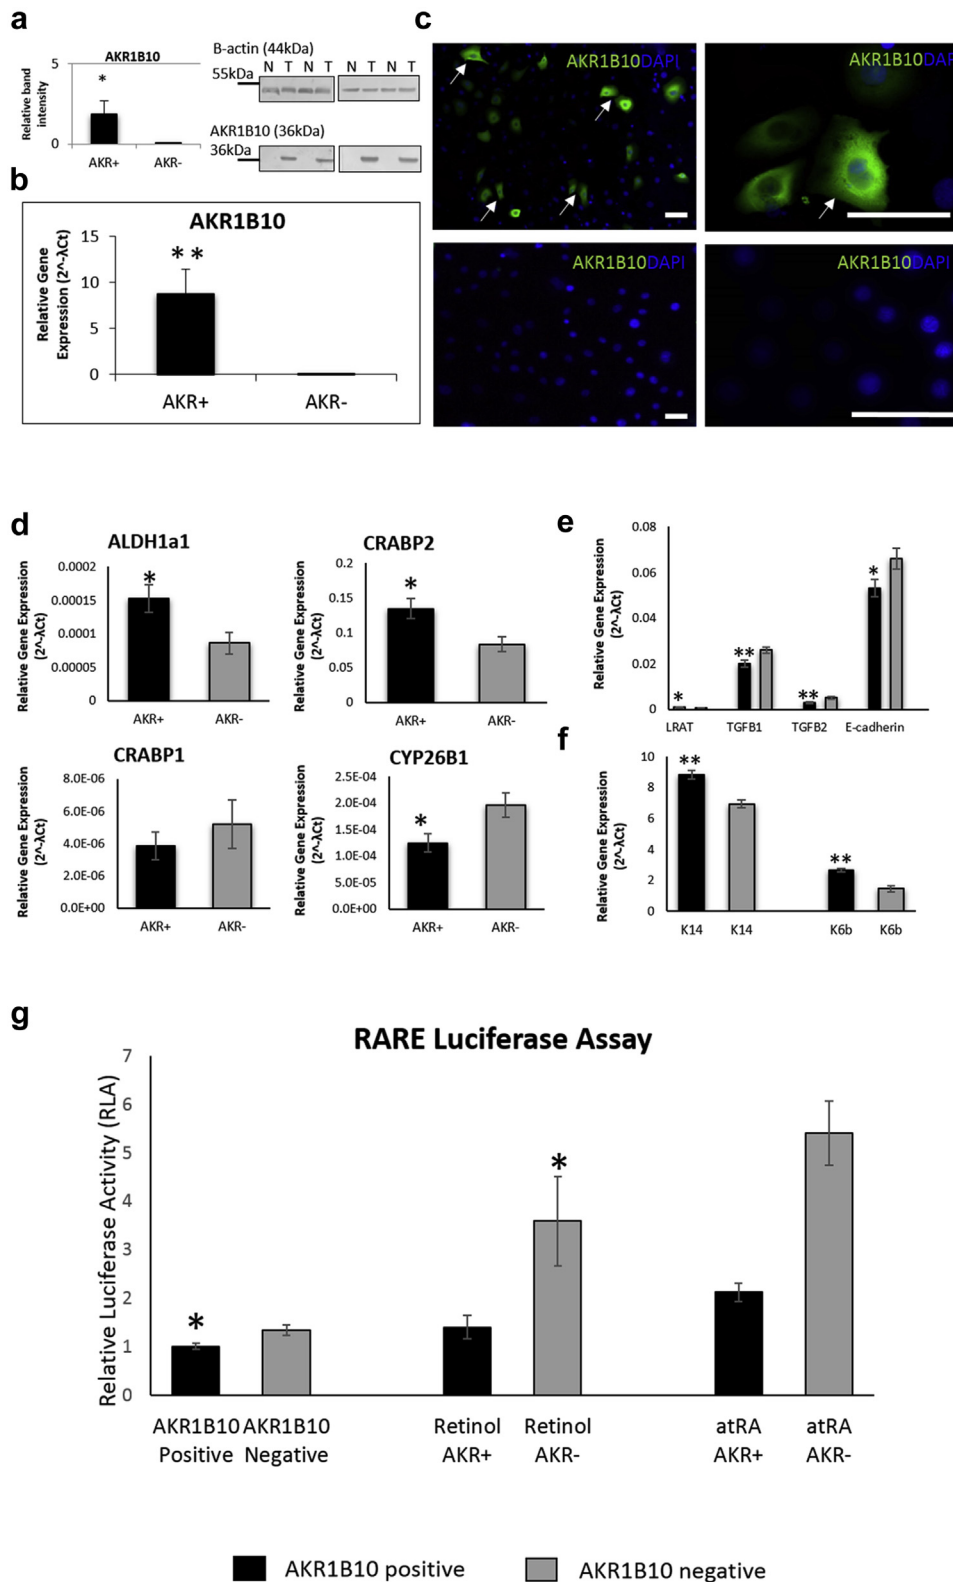 a
AKR1B10
Relative band
intensity
5
0
*
AKR+
AKR-
B-actin (44kDa)
N T N T N T N T
55kDa
AKR1B10 (36kDa)
36kDa
b
AKR1B10
Relative Gene
Expression (2^-λCt)
15
10
5
0
**
AKR+
AKR-
c
AKR1B10DAPI
AKR1B10DAPI
AKR1B10DAPI
AKR1B10DAPI
d
ALDH1a1
Relative Gene Expression
(2^-λCt)
0.0002
0.00015
0.0001
0.00005
0
*
AKR+
AKR-
CRABP2
Relative Gene Expression
(2^-λCt)
0.2
0.15
0.1
0.05
0
*
AKR+
AKR-
CRABP1
Relative Gene Expression
(2^-λCt)
8.0E-06
6.0E-06
4.0E-06
2.0E-06
0.0E+00
AKR+
AKR-
CYP26B1
Relative Gene Expression
(2^-λCt)
2.5E-04
2.0E-04
1.5E-04
1.0E-04
5.0E-05
0.0E+00
*
AKR+
AKR-
e
Relative Gene Expression
(2^-λCt)
0.08
0.06
0.04
0.02
0
*
**
**
*
LRAT
TGFB1
TGFB2
E-cadherin
f
Relative Gene Expression
(2^-λCt)
10
8
6
4
2
0
**
**
K14
K14
K6b
K6b
g
RARE Luciferase Assay
Relative Luciferase Activity (RLA)
7
6
5
4
3
2
1
0
*
*
AKR1B10
Positive
AKR1B10
Negative
Retinol
AKR+
Retinol
AKR-
atRA
AKR+
atRA
AKR-
AKR1B10 positive
AKR1B10 negative